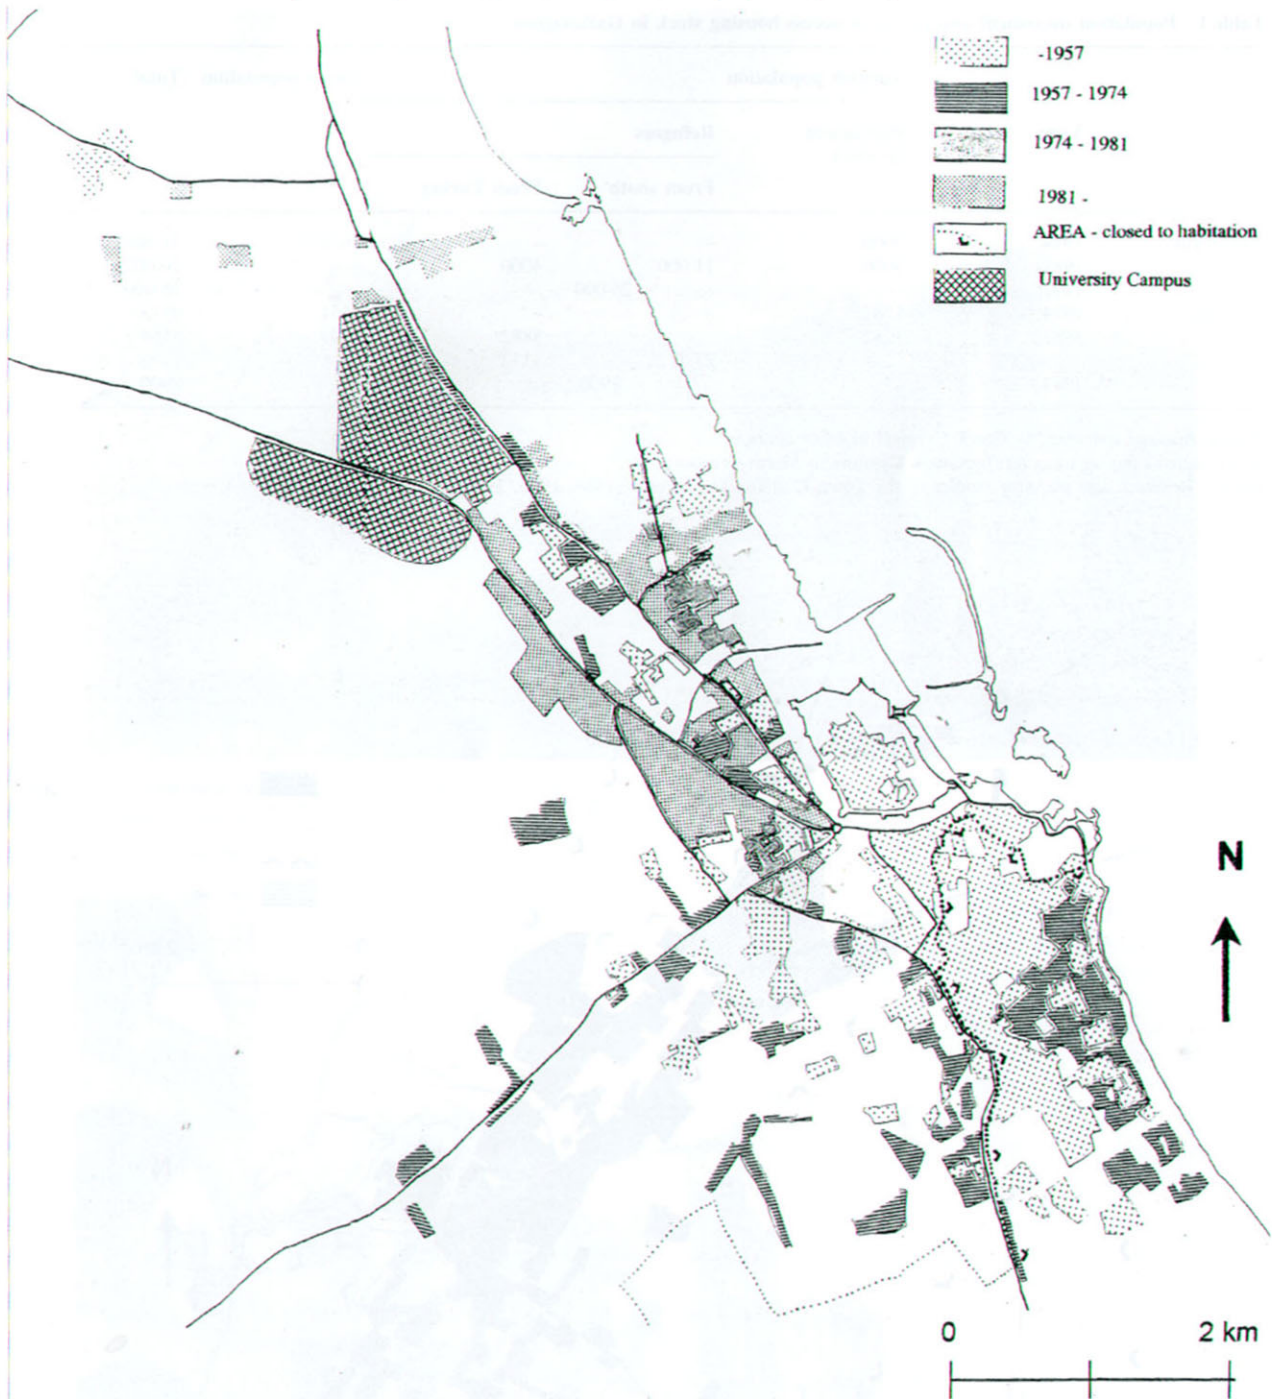 -1957
1957 - 1974
1974 - 1981
1981 -
AREA - closed to habitation
University Campus
N
0 2 km